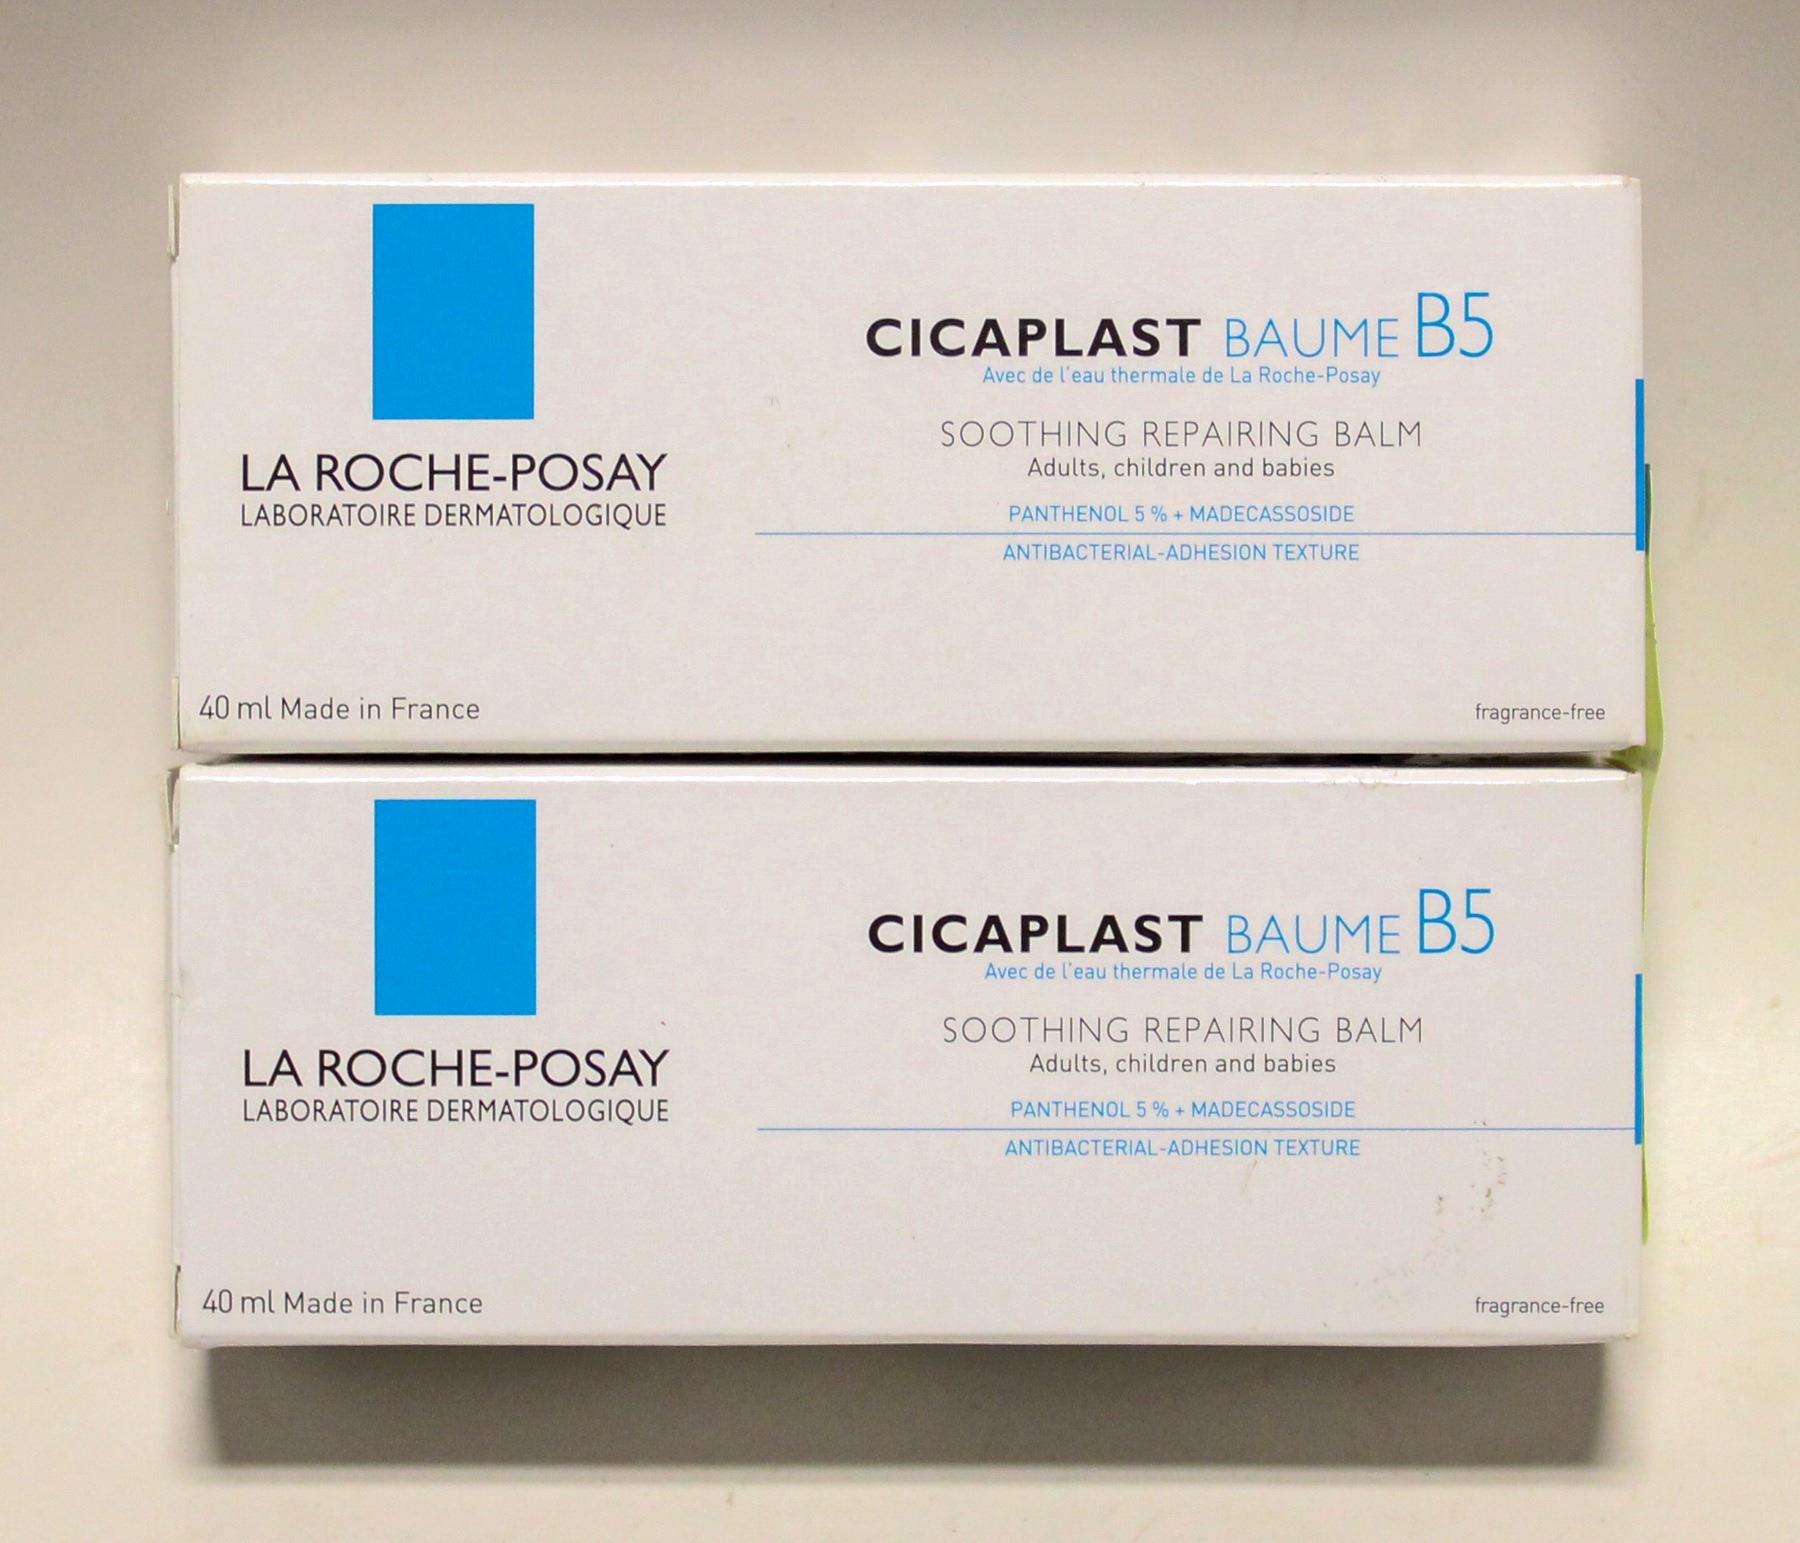 LA ROCHE-POSAY
LABORATOIRE DERMATOLOGIQUE
40 ml Made in France
CICAPLAST BAUME B5
Avec de l'eau thermale de La Roche-Posay
SOOTHING REPAIRING BALM
Adults, children and babies
PANTHENOL 5 % + MADECASSOSIDE
ANTIBACTERIAL-ADHESION TEXTURE
fragrance-free
LA ROCHE-POSAY
LABORATOIRE DERMATOLOGIQUE
40 ml Made in France
CICAPLAST BAUME B5
Avec de l'eau thermale de La Roche-Posay
SOOTHING REPAIRING BALM
Adults, children and babies
PANTHENOL 5 % + MADECASSOSIDE
ANTIBACTERIAL-ADHESION TEXTURE
fragrance-free